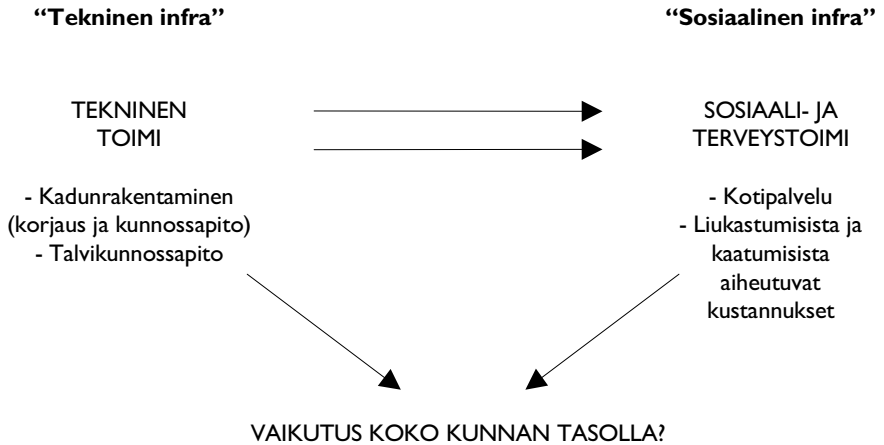 “Tekninen infra”
“Sosiaalinen infra”
TEKNINEN
TOIMI
SOSIAALI- JA
TERVEYSTOIMI
- Kadunrakentaminen
(korjaus ja kunnossapito)
- Talvikunnossapito
- Kotipalvelu
- Liukastumisista ja
kaatumisista
aiheutuvat
kustannukset
VAIKUTUS KOKO KUNNAN TASOLLA?